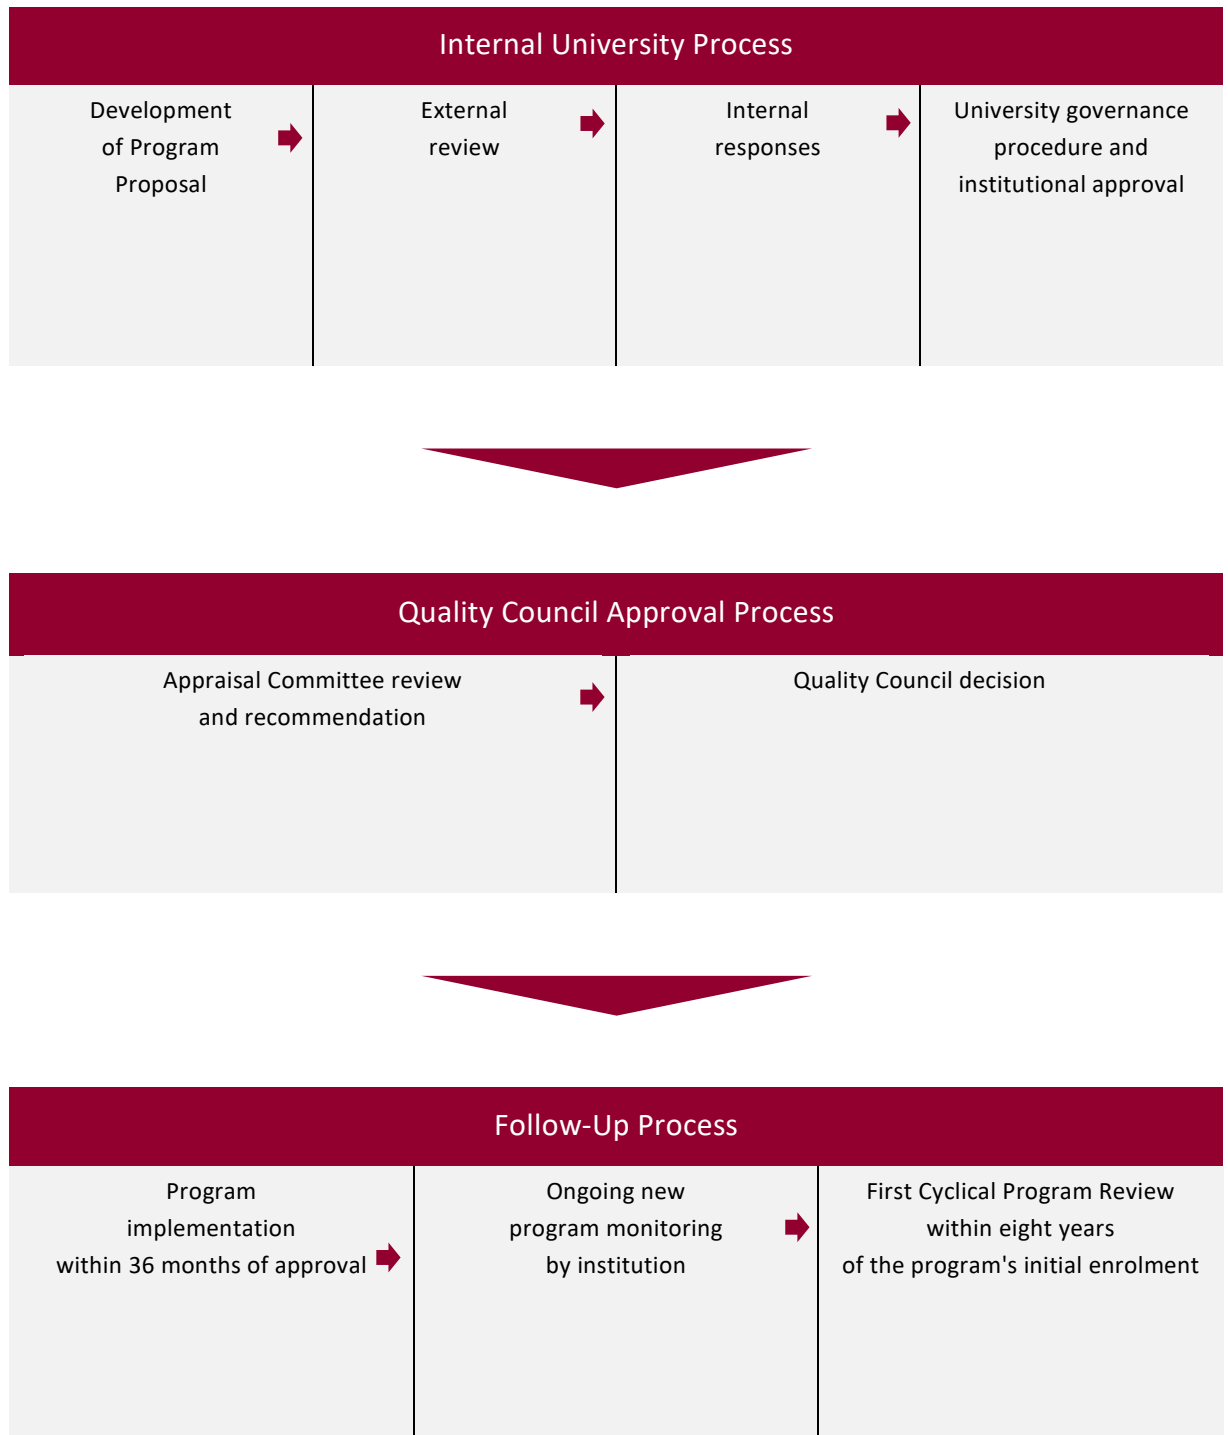 Internal University Process
Development
of Program
Proposal
External
review
Internal
responses
University governance
procedure and
institutional approval
Quality Council Approval Process
Appraisal Committee review
and recommendation
Quality Council decision
Follow-Up Process
Program
implementation
within 36 months of approval
Ongoing new
program monitoring
by institution
First Cyclical Program Review
within eight years
of the program's initial enrolment